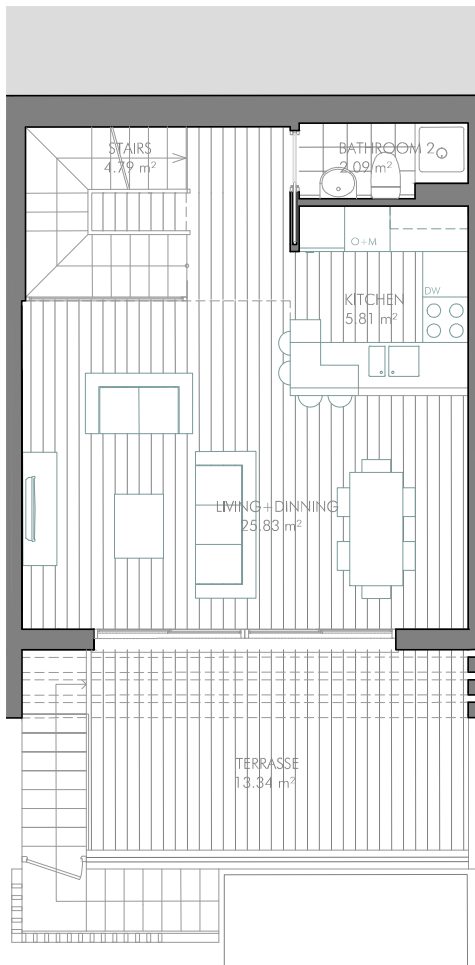 STAIRS
4.79 m²
BATHROOM 2
2.09 m²
O+M
KITCHEN
5.81 m²
DW
LIVING+DINNING
25.83 m²
TERRASSE
13.34 m²